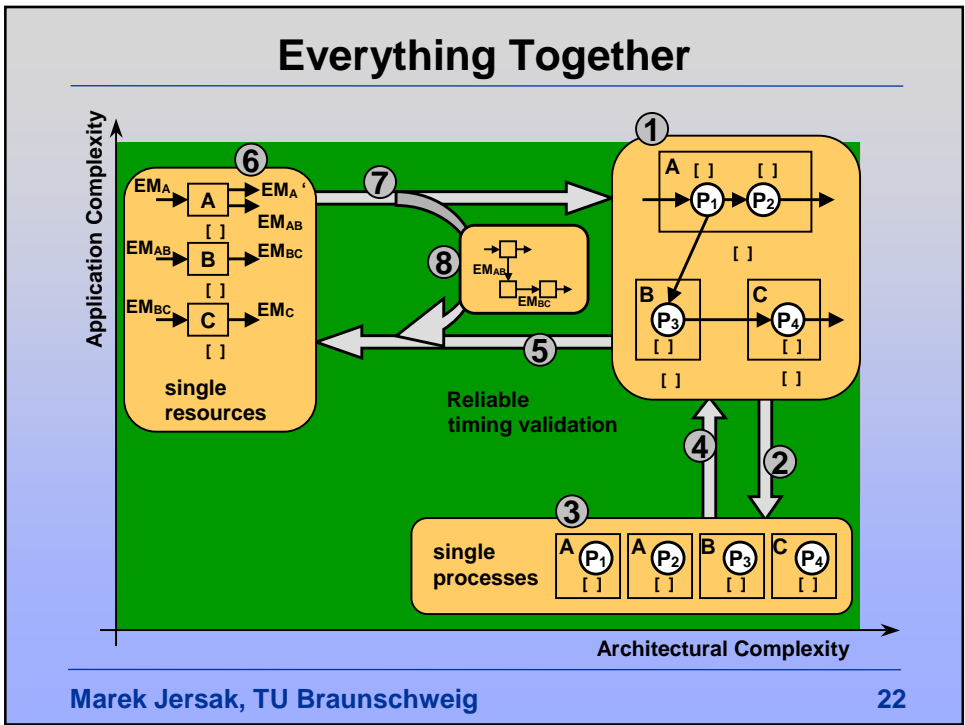 Everything Together
Application Complexity
6
EMA
A
EMA '
EMAB
[ ]
EMAB
B
EMBC
[ ]
EMBC
C
EMC
[ ]
single
resources
7
8
EMAB
EMBC
5
Reliable
timing validation
1
A [ ] [ ]
P1 P2
[ ]
B C
P3 P4
[ ] [ ]
[ ] [ ]
4
2
3
single
processes
A P1 [ ]
A P2 [ ]
B P3 [ ]
C P4 [ ]
Architectural Complexity
Marek Jersak, TU Braunschweig 22